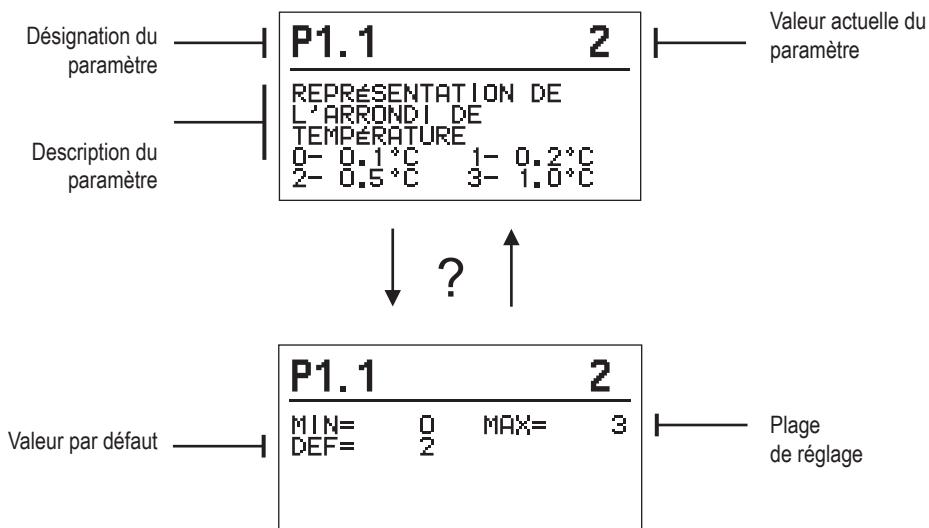 Désignation du
paramètre
P1.1 2
Valeur actuelle du
paramètre
Description du
paramètre
REPRÉSENTATION DE
L'ARRONDI DE
TEMPÉRATURE
0- 0.1°C 1- 0.2°C
2- 0.5°C 3- 1.0°C
?
P1.1 2
Valeur par défaut
MIN= 0 MAX= 3
DEF= 2
Plage
de réglage